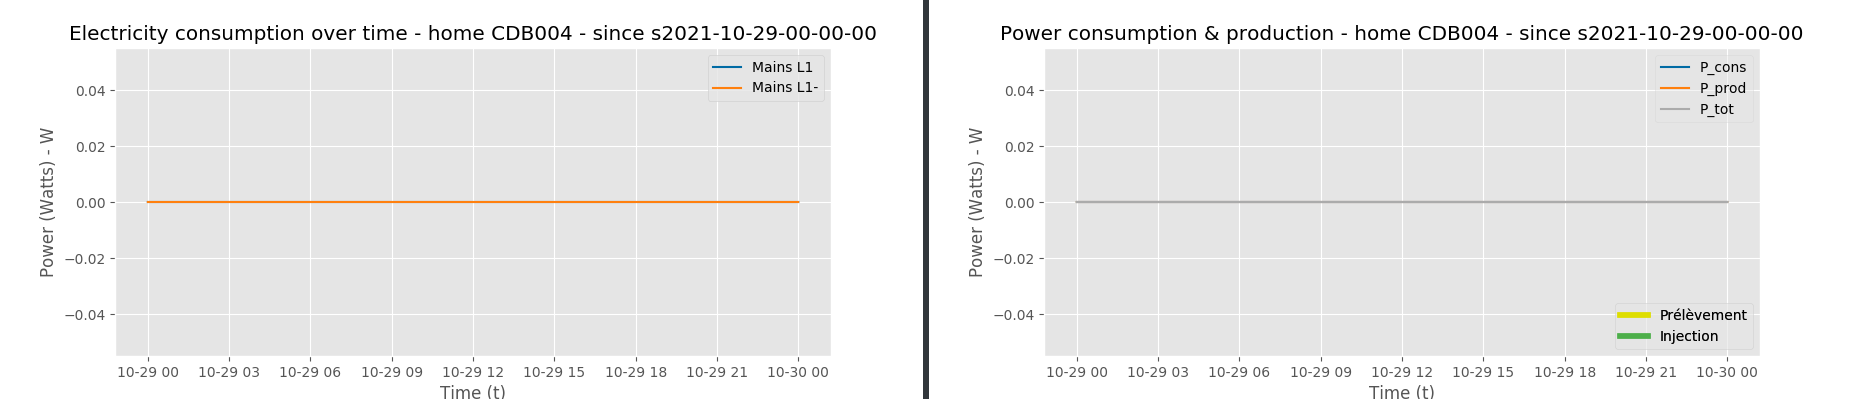 Electricity consumption over time - home CDB004 - since s2021-10-29-00-00-00
Mains L1
Mains L1-
0.04
0.02
0.00
−0.02
−0.04
Power (Watts) - W
10-29 00 10-29 03 10-29 06 10-29 09 10-29 12 10-29 15 10-29 18 10-29 21 10-30 00
Time (t)
Power consumption & production - home CDB004 - since s2021-10-29-00-00-00
P_cons
P_prod
P_tot
0.04
0.02
0.00
−0.02
−0.04
Power (Watts) - W
Prélèvement
Injection
10-29 00 10-29 03 10-29 06 10-29 09 10-29 12 10-29 15 10-29 18 10-29 21 10-30 00
Time (t)